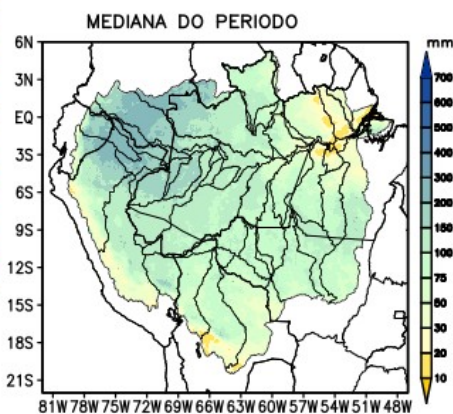 MEDIANA DO PERIODO
mm
6N
3N
EQ
3S
6S
9S
12S
15S
18S
21S
700
600
500
400
300
200
150
100
75
50
30
20
10
81W 78W 75W 72W 69W 66W 63W 60W 57W 54W 51W 48W